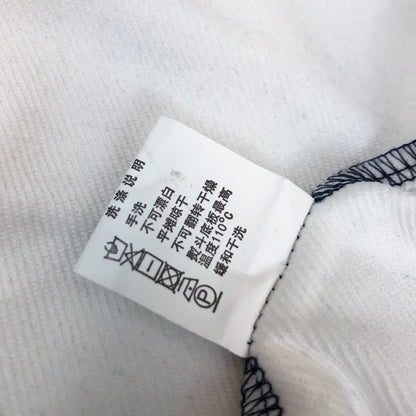 洗涤说明
手洗
不可漂白
平摊晾干
不可翻转干燥
熨斗底板最高
温度110℃
缓和干洗